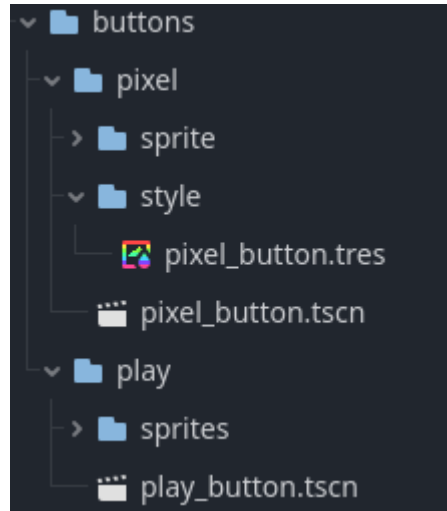 buttons
pixel
sprite
style
pixel_button.tres
pixel_button.tscn
play
sprites
play_button.tscn